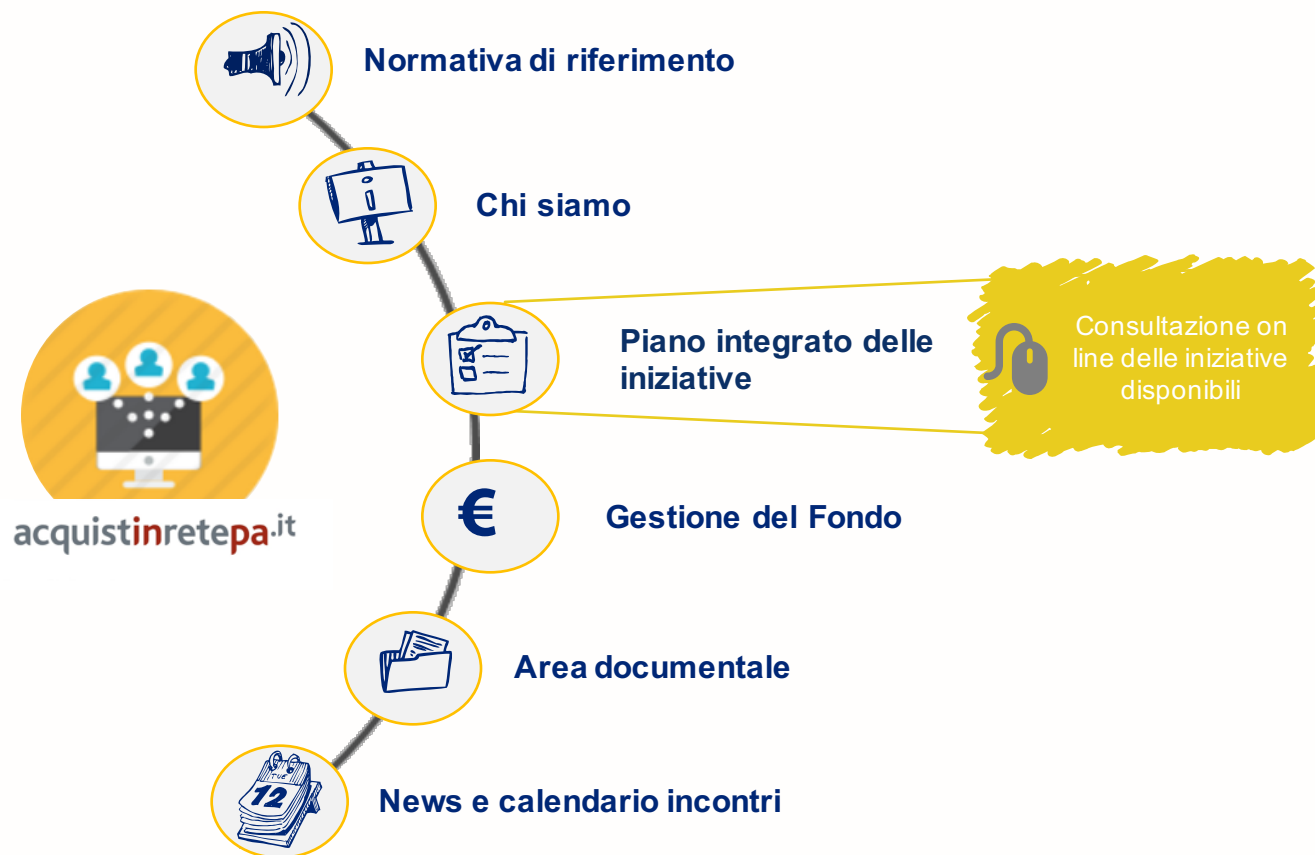 Normativa di riferimento
Chi siamo
Piano integrato delle
iniziative
Consultazione on
line delle iniziative
disponibili
acquistinretepa.it
€
Gestione del Fondo
Area documentale
TUE
12
News e calendario incontri